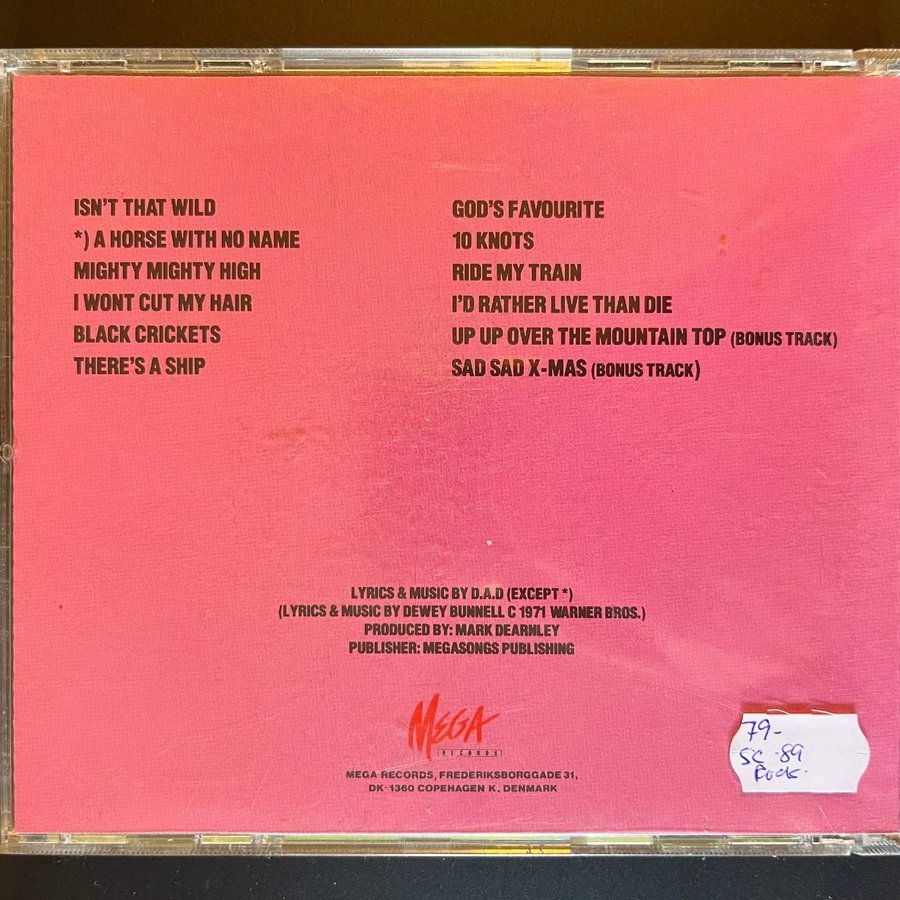 ISN'T THAT WILD
*) A HORSE WITH NO NAME
MIGHTY MIGHTY HIGH
I WONT CUT MY HAIR
BLACK CRICKETS
THERE'S A SHIP
GOD'S FAVOURITE
10 KNOTS
RIDE MY TRAIN
I'D RATHER LIVE THAN DIE
UP UP OVER THE MOUNTAIN TOP (BONUS TRACK)
SAD SAD X-MAS (BONUS TRACK)
LYRICS & MUSIC BY D.A.D (EXCEPT *)
(LYRICS & MUSIC BY DEWEY BUNNELL C 1971 WARNER BROS.)
PRODUCED BY: MARK DEARNLEY
PUBLISHER: MEGASONGS PUBLISHING
MEGA
RECORDS
MEGA RECORDS, FREDERIKSBORGGADE 31,
DK-1360 COPEHAGEN K, DENMARK
79-
SC -89
Rock.